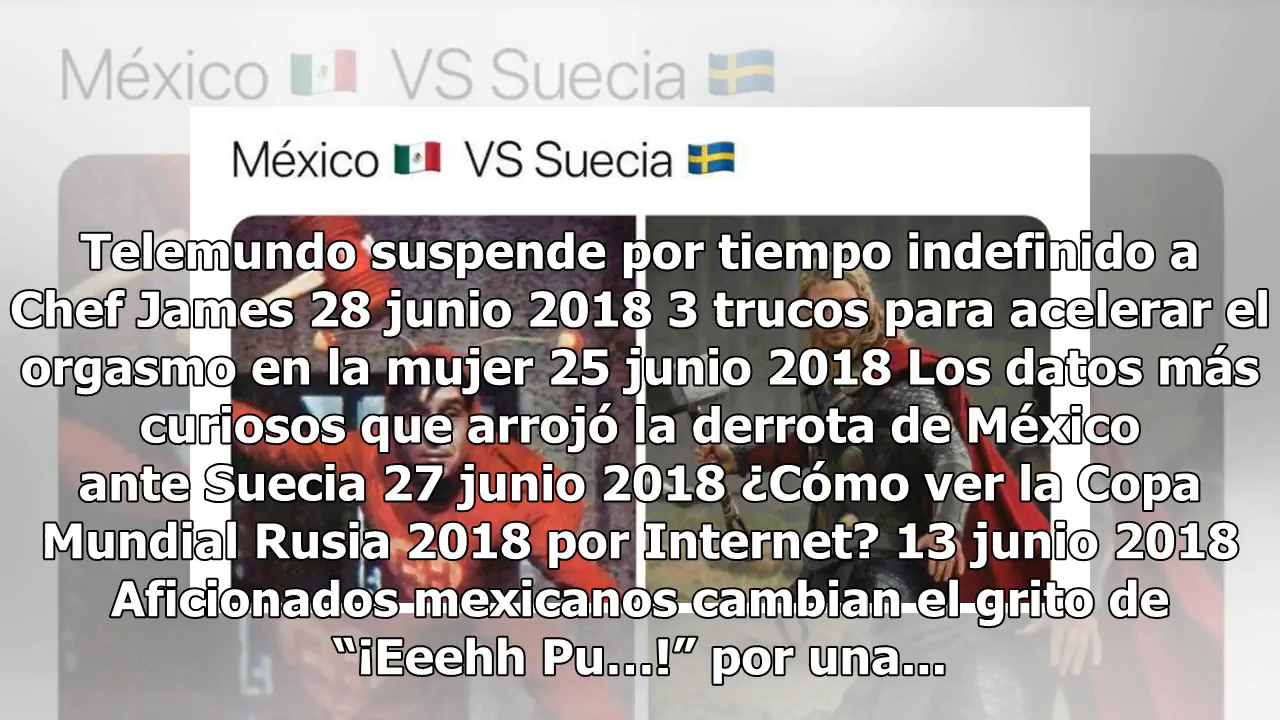 México 🇲🇽 VS Suecia 🇸🇪
México 🇲🇽 VS Suecia 🇸🇪
Telemundo suspende por tiempo indefinido a
Chef James 28 junio 2018 3 trucos para acelerar el
orgasmo en la mujer 25 junio 2018 Los datos más
curiosos que arrojó la derrota de México
ante Suecia 27 junio 2018 ¿Cómo ver la Copa
Mundial Rusia 2018 por Internet? 13 junio 2018
Aficionados mexicanos cambian el grito de
“¡Eeehh Pu...!” por una...